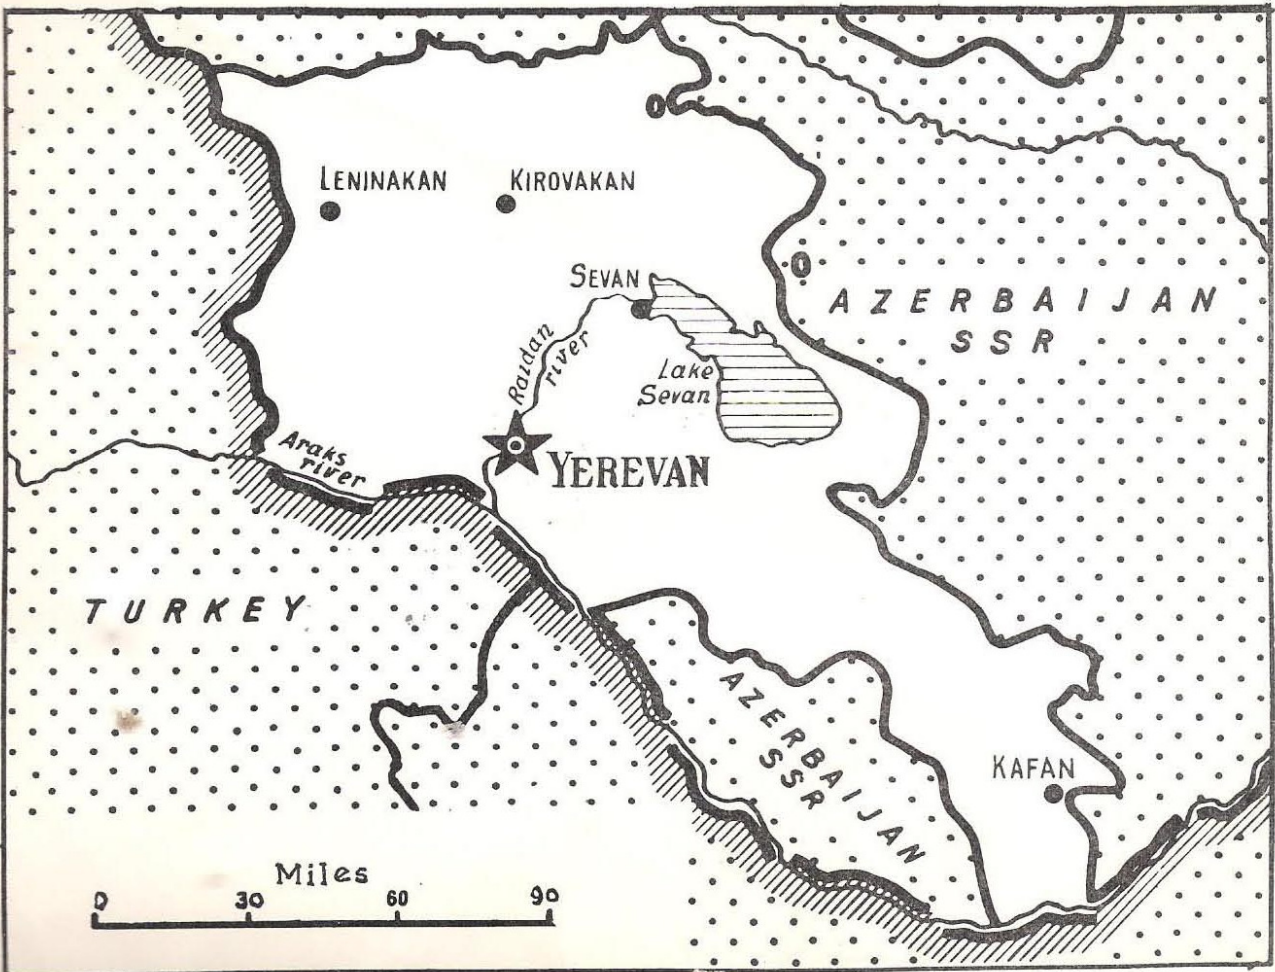 LENINAKAN
KIROVAKAN
SEVAN
AZERBAIJAN
SSR
Raidan
river
Lake
Sevan
Araks
river
YEREVAN
TURKEY
AZERBAIJAN
SSR
KAFAN
Miles
0 30 60 90